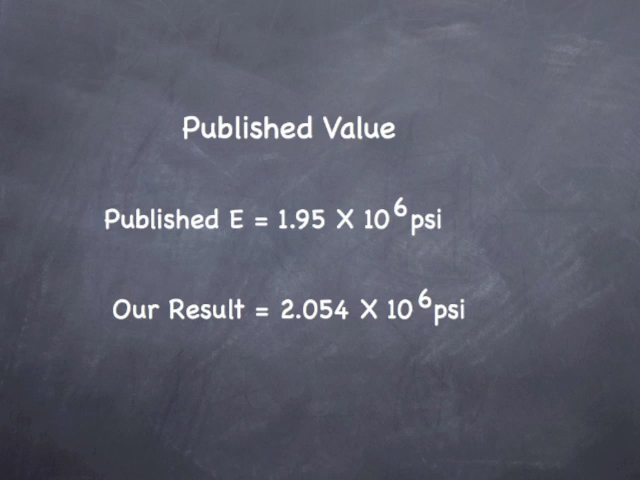 Published Value
Published E = 1.95 X 10⁶psi
Our Result = 2.054 X 10⁶psi